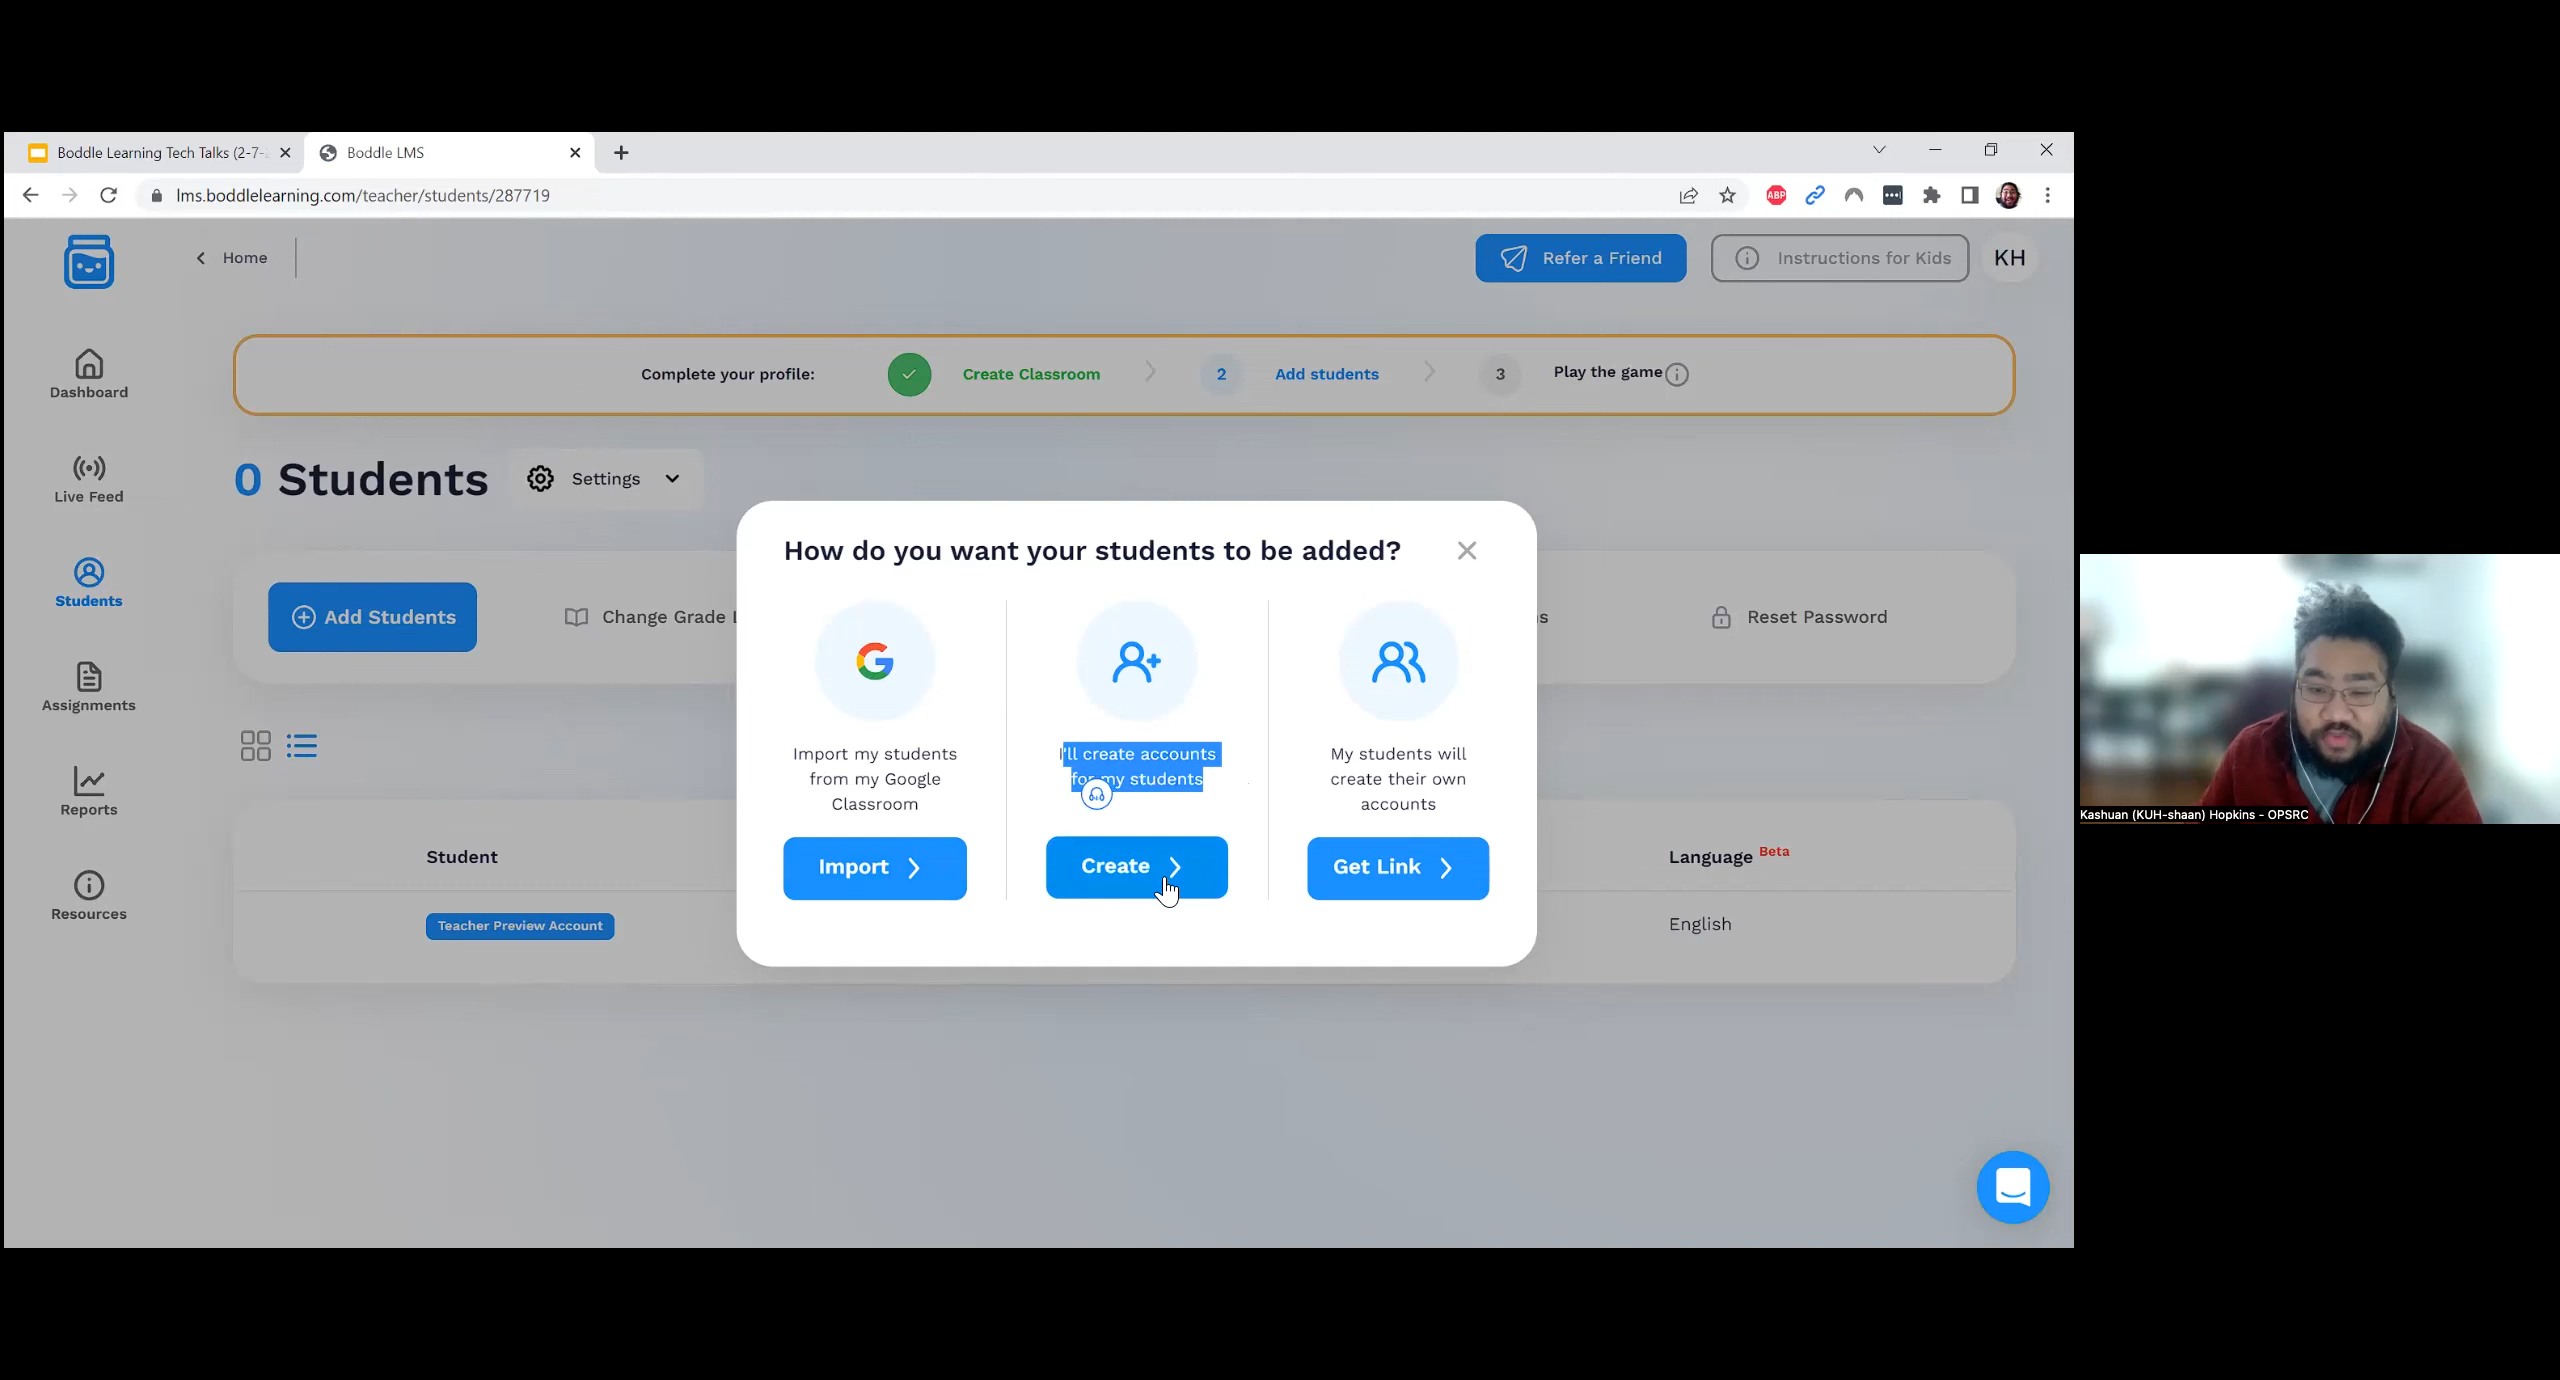 Boddle Learning Tech Talks (2-7-
Boddle LMS
lms.boddlelearning.com/teacher/students/287719
ABP
Home
Refer a Friend
Instructions for Kids
KH
Complete your profile:
Create Classroom
2
Add students
3
Play the game
Dashboard
Live Feed
Students
Assignments
Reports
Resources
0 Students
Settings
Add Students
Change Grade
Reset Password
How do you want your students to be added?
Import my students
from my Google
Classroom
Import
I'll create accounts
for my students
Create
My students will
create their own
accounts
Get Link
Student
Language Beta
Teacher Preview Account
English
Kashuan (KUH-shaan) Hopkins - OPSRC